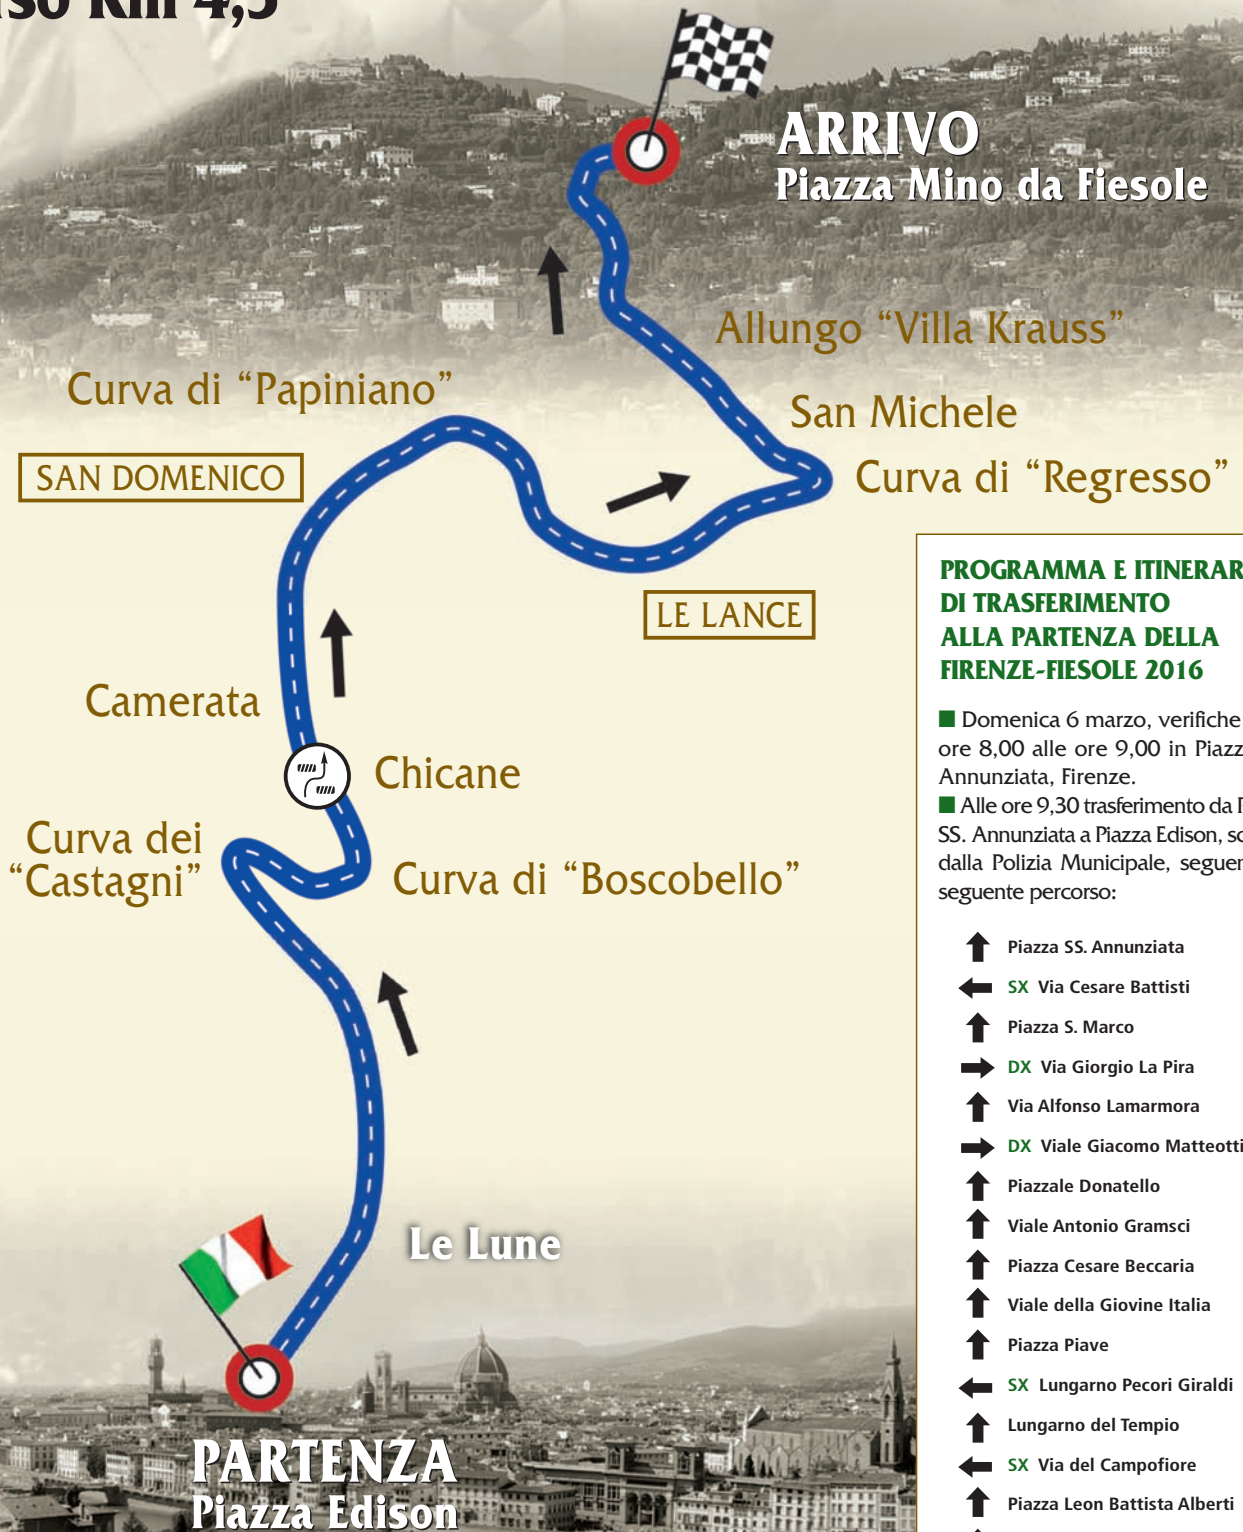 Km 4,5
ARRIVO
Piazza Mino da Fiesole
Allungo “Villa Krauss”
Curva di “Papiniano”
San Michele
SAN DOMENICO
Curva di “Regresso”
LE LANCE
Camerata
Chicane
Curva dei
“Castagni”
Curva di “Boscobello”
Le Lune
PARTENZA
Piazza Edison
PROGRAMMA E
DI TRASFERIMENTO
ALLA PARTENZA DELLA
FIRENZE-FIESOLE 2016
■ Domenica 6 marzo, verifiche
ore 8,00 alle ore 9,00 in
Annunziata, Firenze.
■ Alle ore 9,30 trasferimento da
SS. Annunziata a Piazza Edison,
dalla Polizia Municipale,
seguente percorso:
Piazza SS. Annunziata
SX Via Cesare Battisti
Piazza S. Marco
DX Via Giorgio La Pira
Via Alfonso Lamarmora
DX Viale Giacomo Matteotti
Piazzale Donatello
Viale Antonio Gramsci
Piazza Cesare Beccaria
Viale della Giovine Italia
Piazza Piave
SX Lungarno Pecori Giraldi
Lungarno del Tempio
SX Via del Campofiore
Piazza Leon Battista Alberti